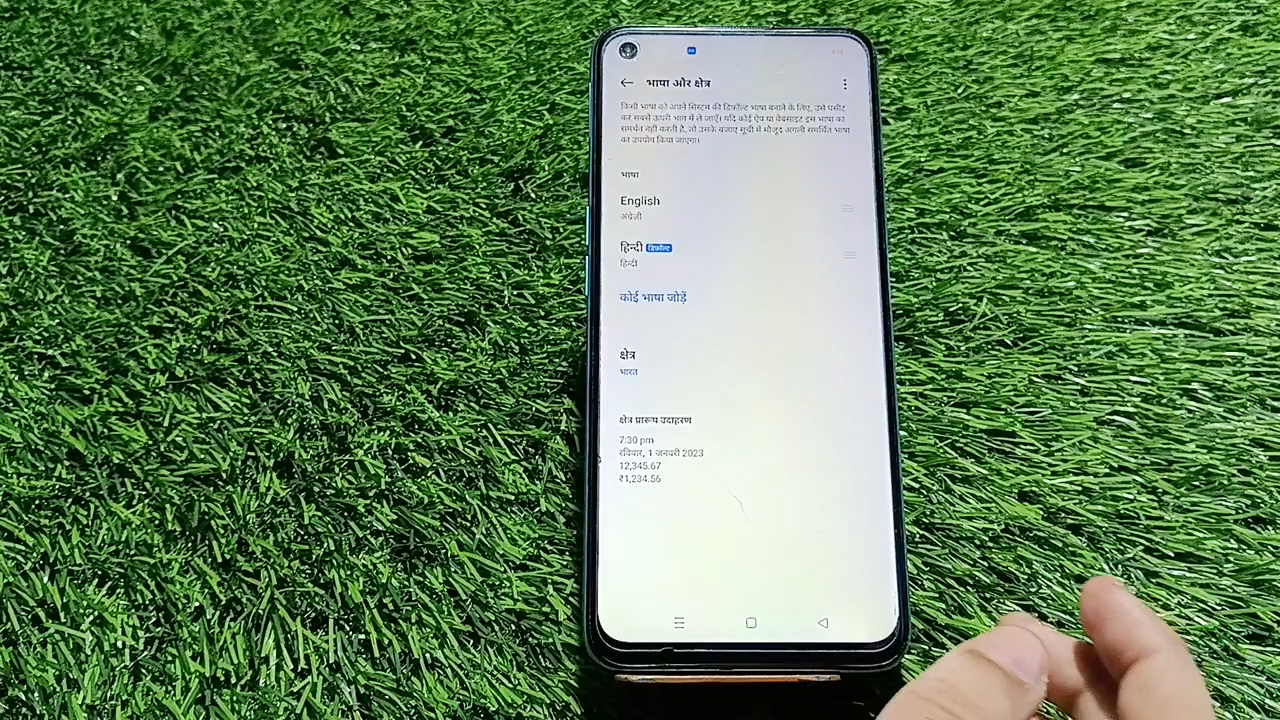 भाषा और क्षेत्र
किसी भाषा को अपने सिस्टम की डिफ़ॉल्ट भाषा बनाने के लिए, उसे घसीट
कर सबसे ऊपरी भाग में ले जाएँ। यदि कोई ऐप या वेबसाइट इस भाषा का
समर्थन नही करती है, तो उसके बजाए सूची में मौजूद अगली समर्थित भाषा
का उपयोग किया जाएगा।
भाषा
English
अंग्रेजी
हिन्दी डिफ़ॉल्ट
हिन्दी
कोई भाषा जोड़ें
क्षेत्र
भारत
क्षेत्र प्रारूप उदाहरण
7:30 pm
रविवार, 1 जनवरी 2023
12,345.67
₹1,234.56